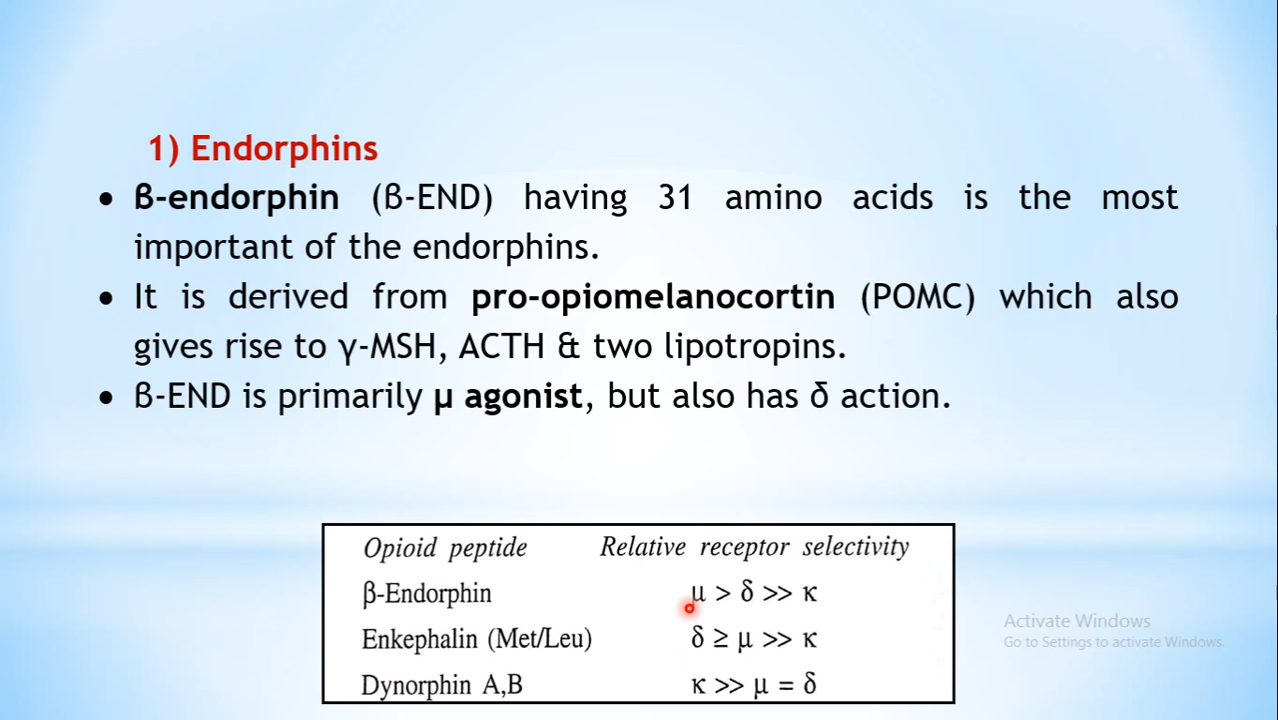 1) Endorphins
• ß-endorphin (ß-END) having 31 amino acids is the most
important of the endorphins.
• It is derived from pro-opiomelanocortin (POMC) which also
gives rise to γ-MSH, ACTH & two lipotropins.
• ß-END is primarily µ agonist, but also has δ action.
Opioid peptide Relative receptor selectivity
β-Endorphin µ > δ >> κ
Enkephalin (Met/Leu) δ ≥ µ >> κ
Dynorphin A,B κ >> µ = δ
Activate Windows
Go to Settings to activate Windows.